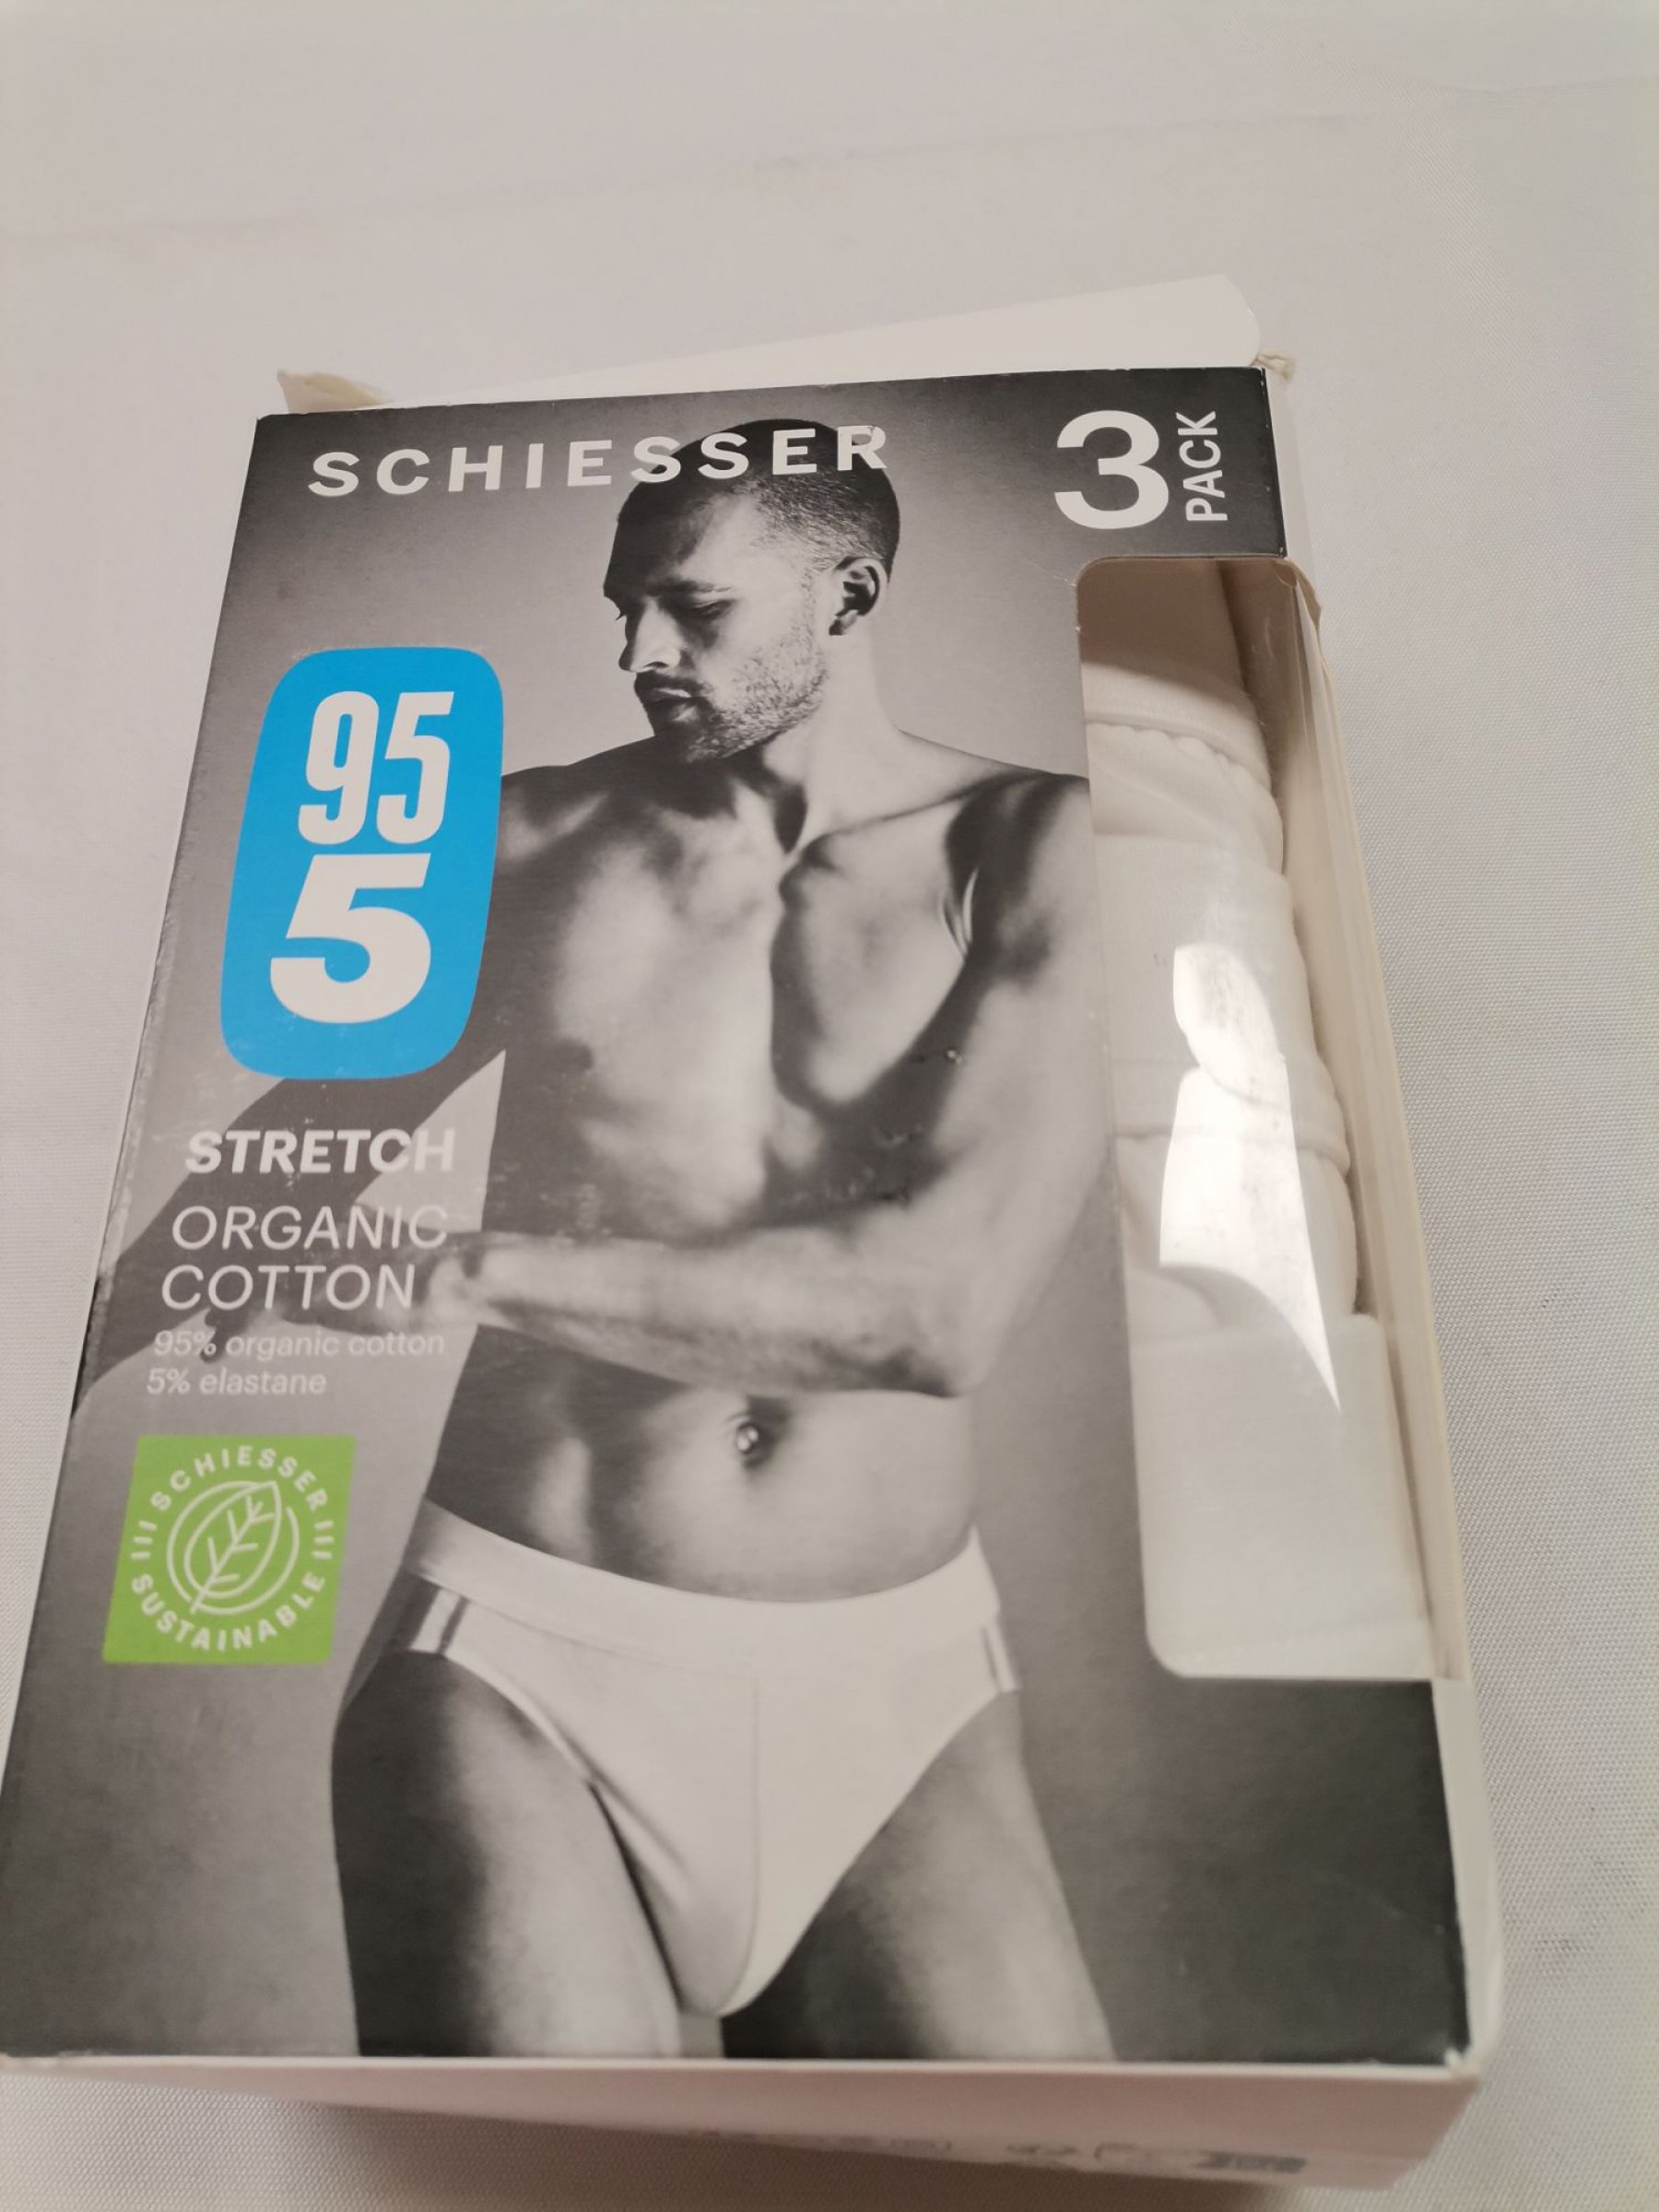 SCHIESSER
3
PACK
95
5
STRETCH
ORGANIC
COTTON
95% organic cotton
5% elastane
SCHIESSER
SUSTAINABLE